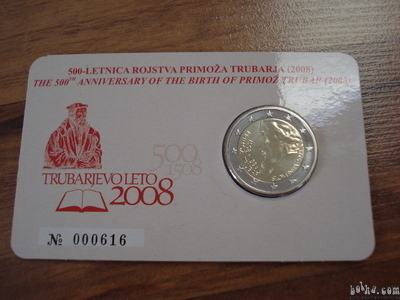 500-LETNICA ROJSTVA PRIMOŽA TRUBARJA (2008)
THE 500TH ANNIVERSARY OF THE BIRTH OF PRIMOŽ TRUBAR (2008)
500
1508
TRUBARJEVO LETO
2008
№ 000616
bolha.com